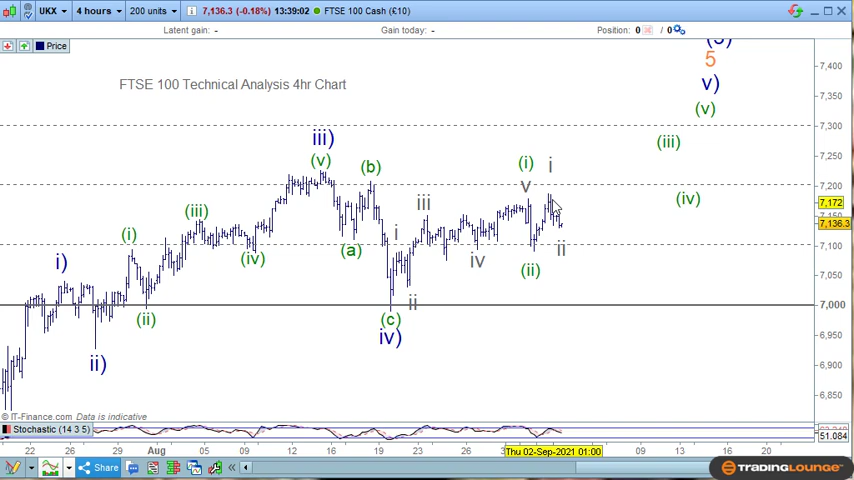 UKX 4 hours 200 units 7,136.3 (-0.18%) 13:39:02 FTSE 100 Cash (£10)
Latent gain: - Gain today: - Position: 0 / 0
Price
(3)
5
v)
(v)
(iii)
(iv)
FTSE 100 Technical Analysis 4hr Chart
iii)
(v)
(b)
(i)
i
v
iii
(iii)
i
(i)
(iv)
(a)
iv
(ii)
ii
i)
(ii)
ii)
ii
(c)
iv)
7,400
7,350
7,300
7,250
7,200
7,172
7,150
7,136.3
7,100
7,050
7,000
6,950
6,900
6,850
© IT-Finance.com Data is indicative
Stochastic (14 3 5)
51.084
22 26 29 Aug 05 09 12 16 19 23 26 Thu 02-Sep-2021 01:00 09 13 16 20
Share
TRADINGLOUNGE